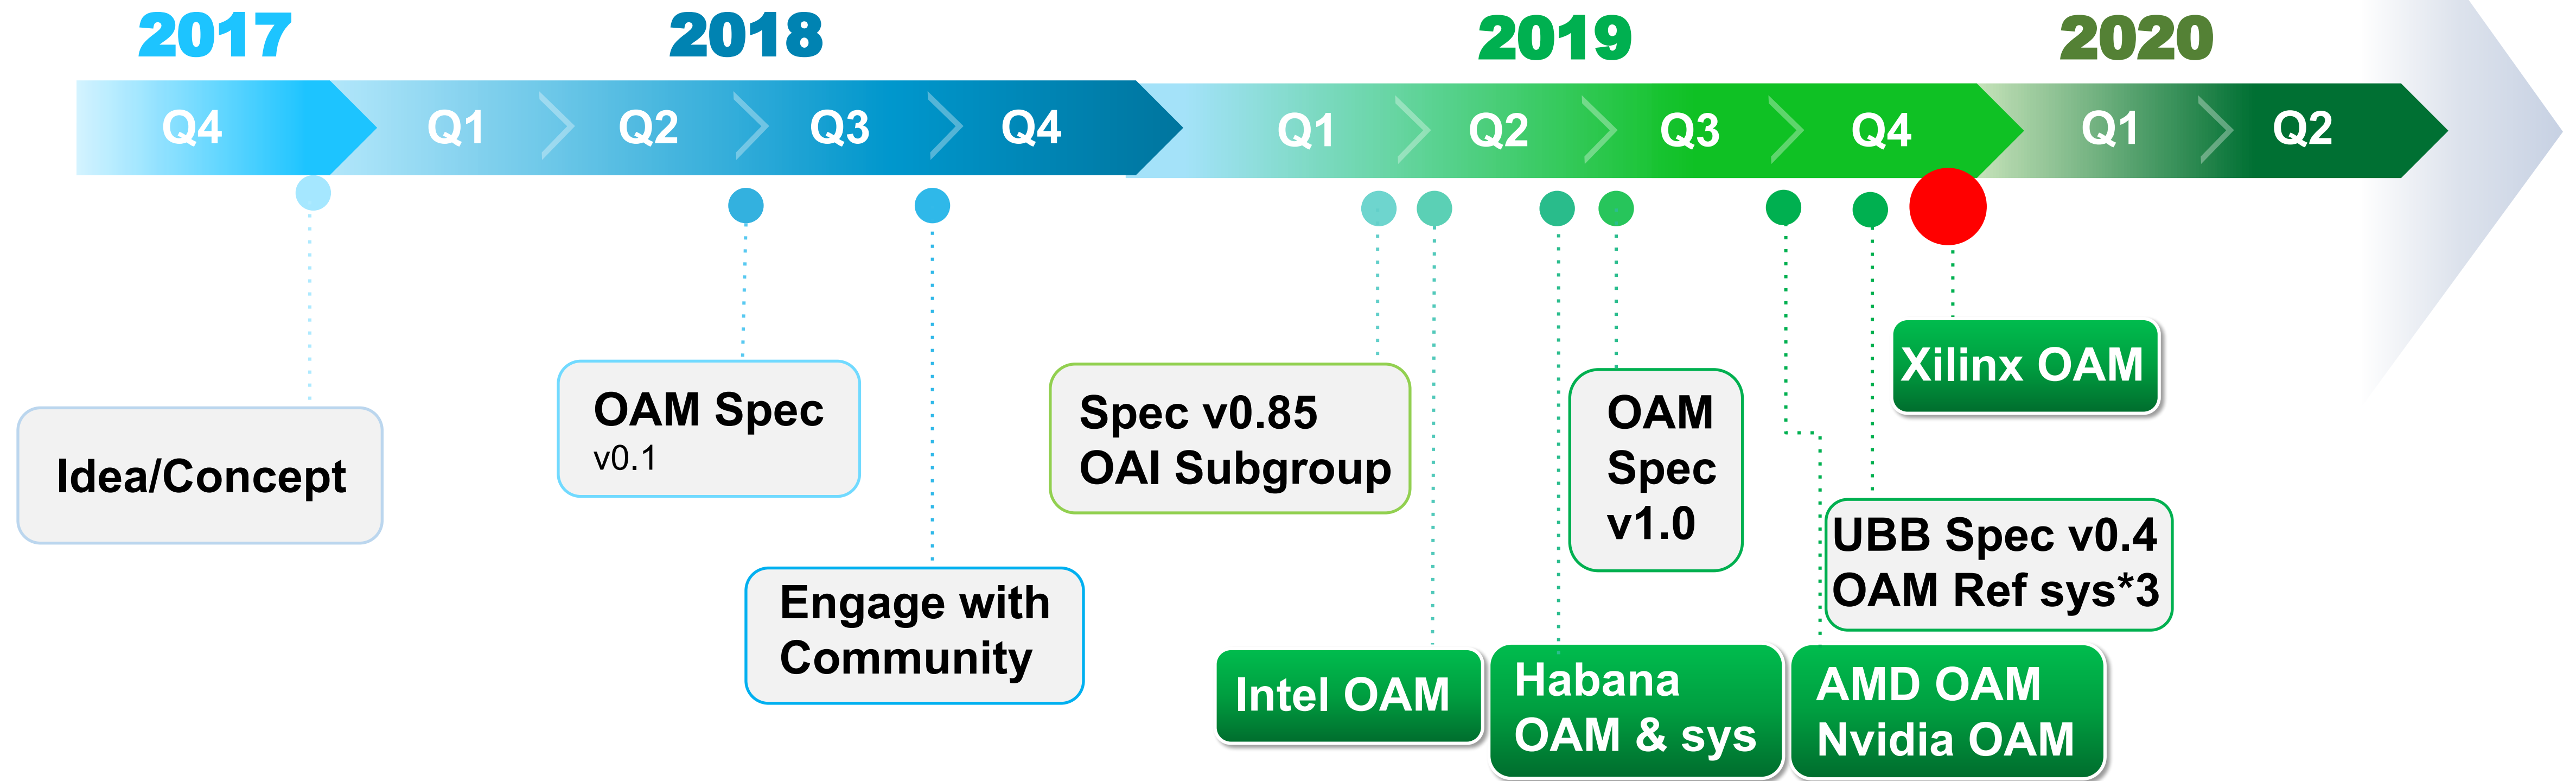 2017
2018
2019
2020
Q4
Q1
Q2
Q3
Q4
Q1
Q2
Q3
Q4
Q1
Q2
Idea/Concept
OAM Spec
v0.1
Engage with
Community
Spec v0.85
OAI Subgroup
Intel OAM
Habana
OAM & sys
OAM
Spec
v1.0
AMD OAM
Nvidia OAM
UBB Spec v0.4
OAM Ref sys*3
Xilinx OAM